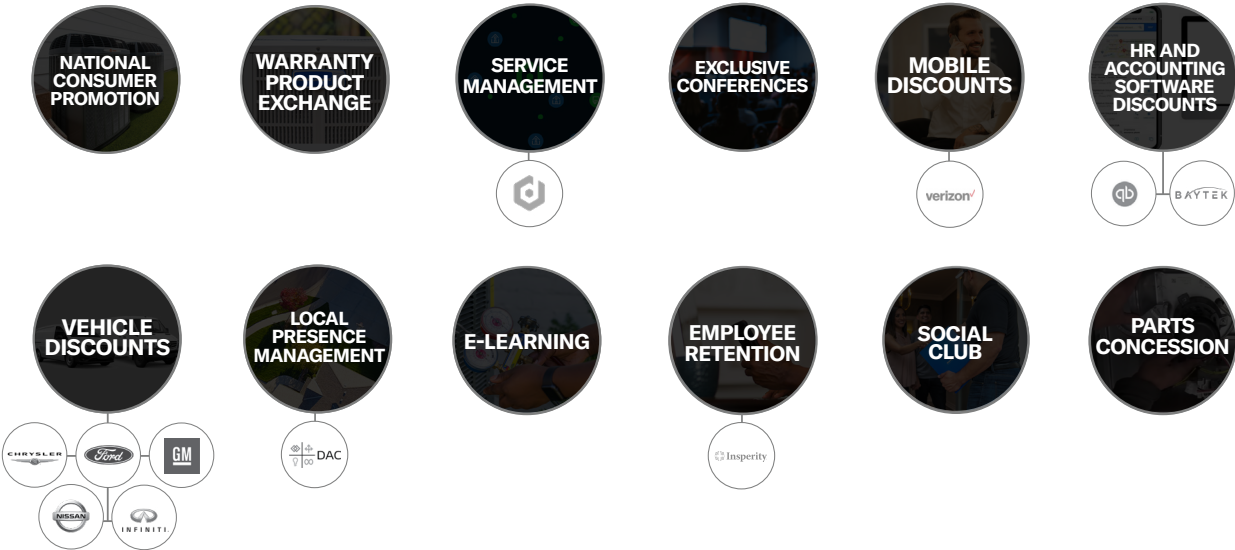 NATIONAL
CONSUMER
PROMOTION
WARRANTY
PRODUCT
EXCHANGE
SERVICE
MANAGEMENT
EXCLUSIVE
CONFERENCES
MOBILE
DISCOUNTS
verizon
HR AND
ACCOUNTING
SOFTWARE
DISCOUNTS
qb
BAYTEK
VEHICLE
DISCOUNTS
CHRYSLER
Ford
GM
NISSAN
INFINITI
LOCAL
PRESENCE
MANAGEMENT
DAC
E-LEARNING
EMPLOYEE
RETENTION
Insperity
SOCIAL
CLUB
PARTS
CONCESSION